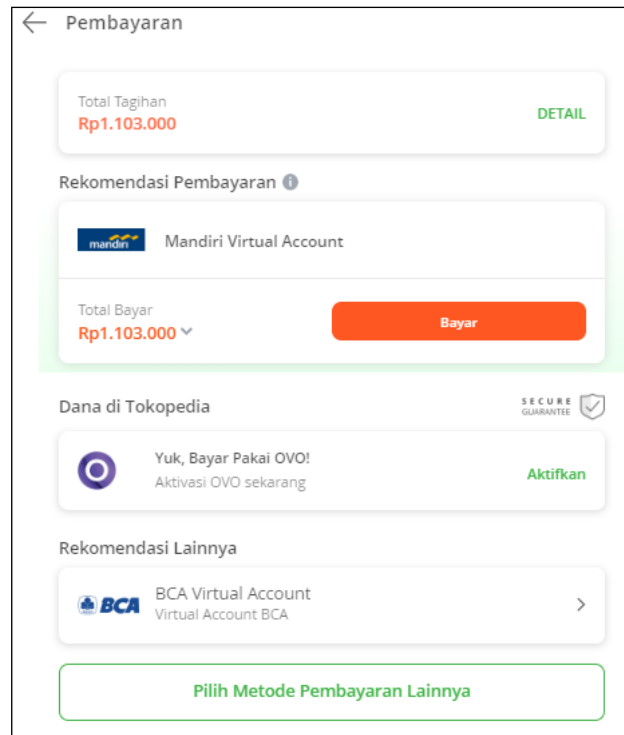 Pembayaran
Total Tagihan
Rp1.103.000
DETAIL
Rekomendasi Pembayaran
mandiri
Mandiri Virtual Account
Total Bayar
Rp1.103.000
Bayar
Dana di Tokopedia
SECURE
GUARANTEE
Yuk, Bayar Pakai OVO!
Aktivasi OVO sekarang
Aktifkan
Rekomendasi Lainnya
BCA
BCA Virtual Account
Virtual Account BCA
Pilih Metode Pembayaran Lainnya